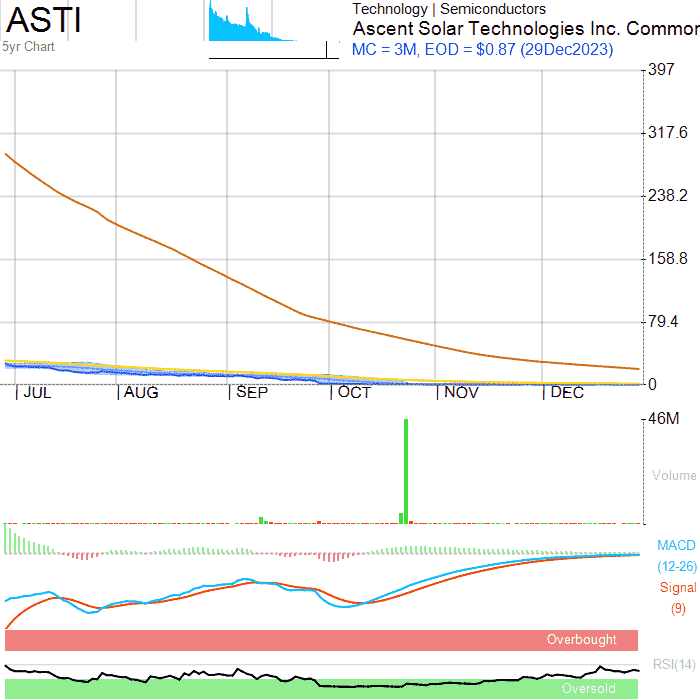 ASTI
5yr Chart
Technology | Semiconductors
Ascent Solar Technologies Inc. Common
MC = 3M, EOD = $0.87 (29Dec2023)
397
317.6
238.2
158.8
79.4
0
JUL AUG SEP OCT NOV DEC
46M
Volume
MACD
(12-26)
Signal
(9)
Overbought
RSI(14)
Oversold